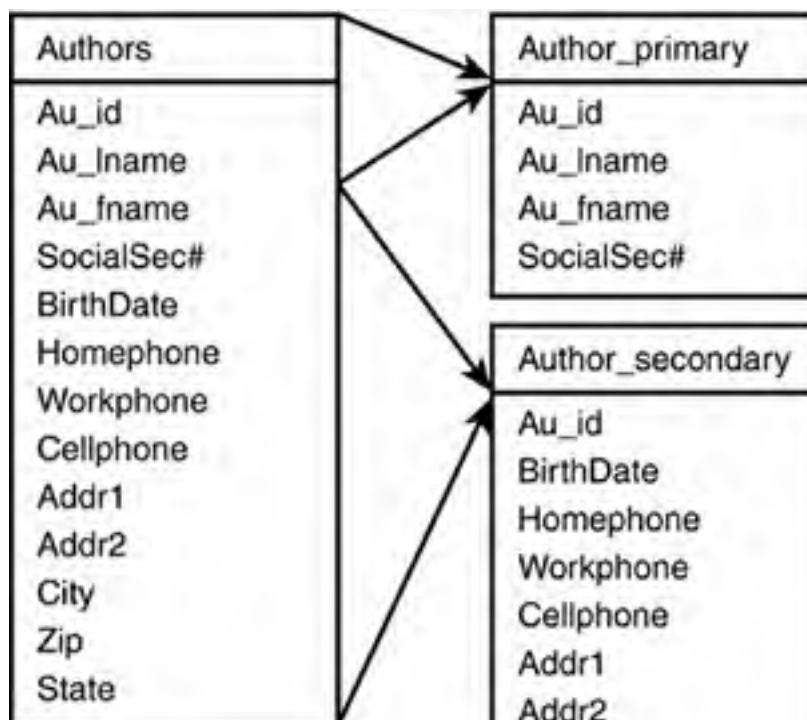 Authors
Au_id
Au_lname
Au_fname
SocialSec#
BirthDate
Homephone
Workphone
Cellphone
Addr1
Addr2
City
Zip
State
Author_primary
Au_id
Au_lname
Au_fname
SocialSec#
Author_secondary
Au_id
BirthDate
Homephone
Workphone
Cellphone
Addr1
Addr2